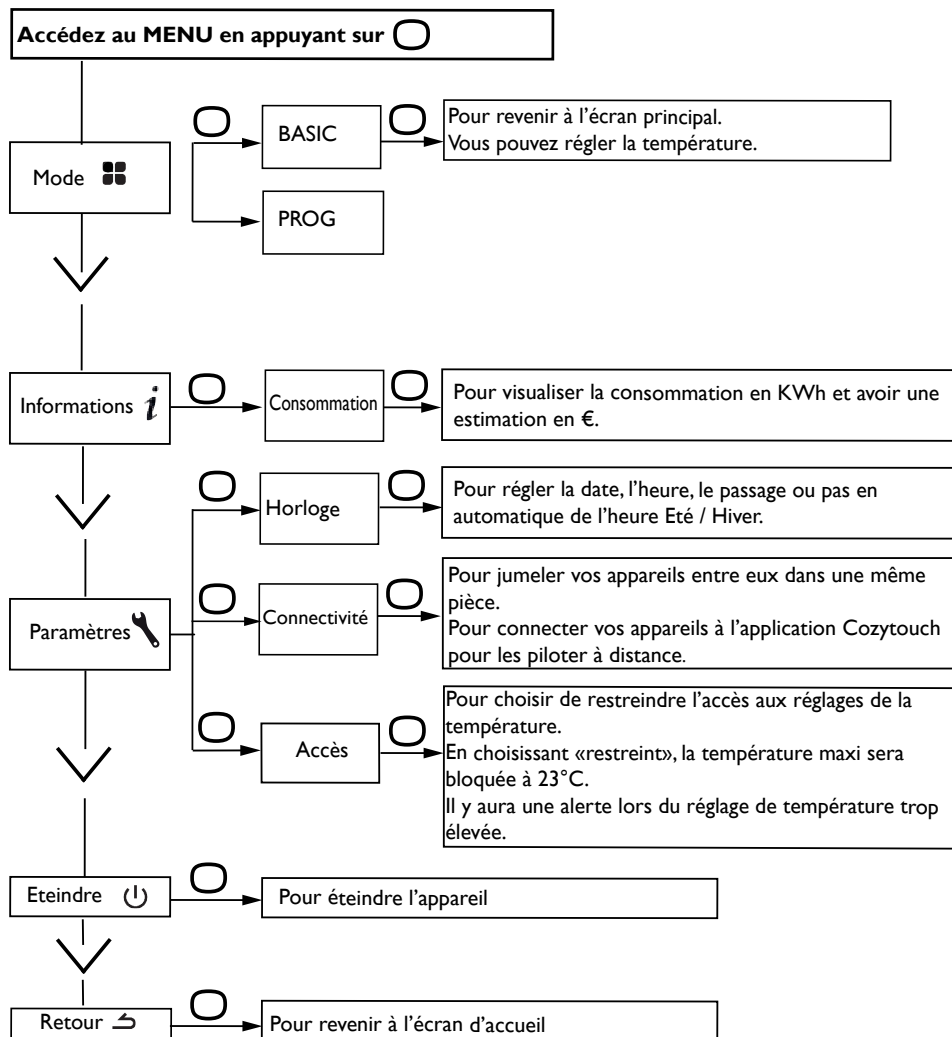 Accédez au MENU en appuyant sur
Mode
BASIC
Pour revenir à l'écran principal.
Vous pouvez régler la température.
PROG
Informations i
Consommation
Pour visualiser la consommation en KWh et avoir une
estimation en €.
Paramètres
Horloge
Pour régler la date, l'heure, le passage ou pas en
automatique de l'heure Eté / Hiver.
Connectivité
Pour jumeler vos appareils entre eux dans une même
pièce.
Pour connecter vos appareils à l'application Cozytouch
pour les piloter à distance.
Accès
Pour choisir de restreindre l'accès aux réglages de la
température.
En choisissant «restreint», la température maxi sera
bloquée à 23°C.
Il y aura une alerte lors du réglage de température trop
élevée.
Eteindre
Pour éteindre l'appareil
Retour
Pour revenir à l'écran d'accueil